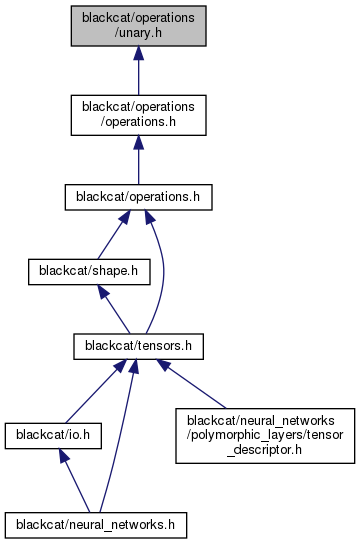 blackcat/operations
/unary.h
blackcat/operations
/operations.h
blackcat/operations.h
blackcat/shape.h
blackcat/tensors.h
blackcat/io.h
blackcat/neural_networks
/polymorphic_layers/tensor
_descriptor.h
blackcat/neural_networks.h